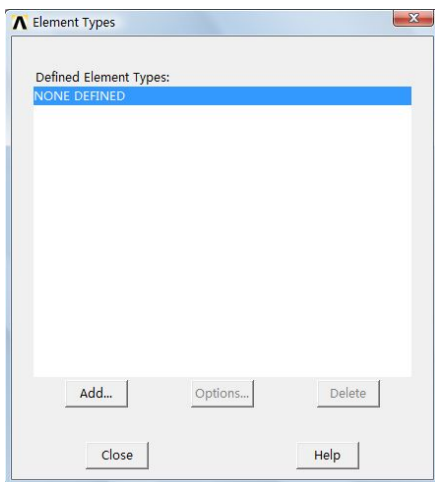 Element Types
Defined Element Types:
NONE DEFINED
Add... Options... Delete
Close Help